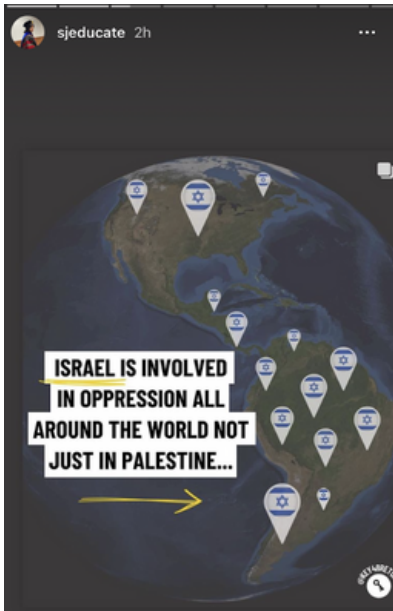 sjeducate 2h
ISRAEL IS INVOLVED
IN OPPRESSION ALL
AROUND THE WORLD NOT
JUST IN PALESTINE...